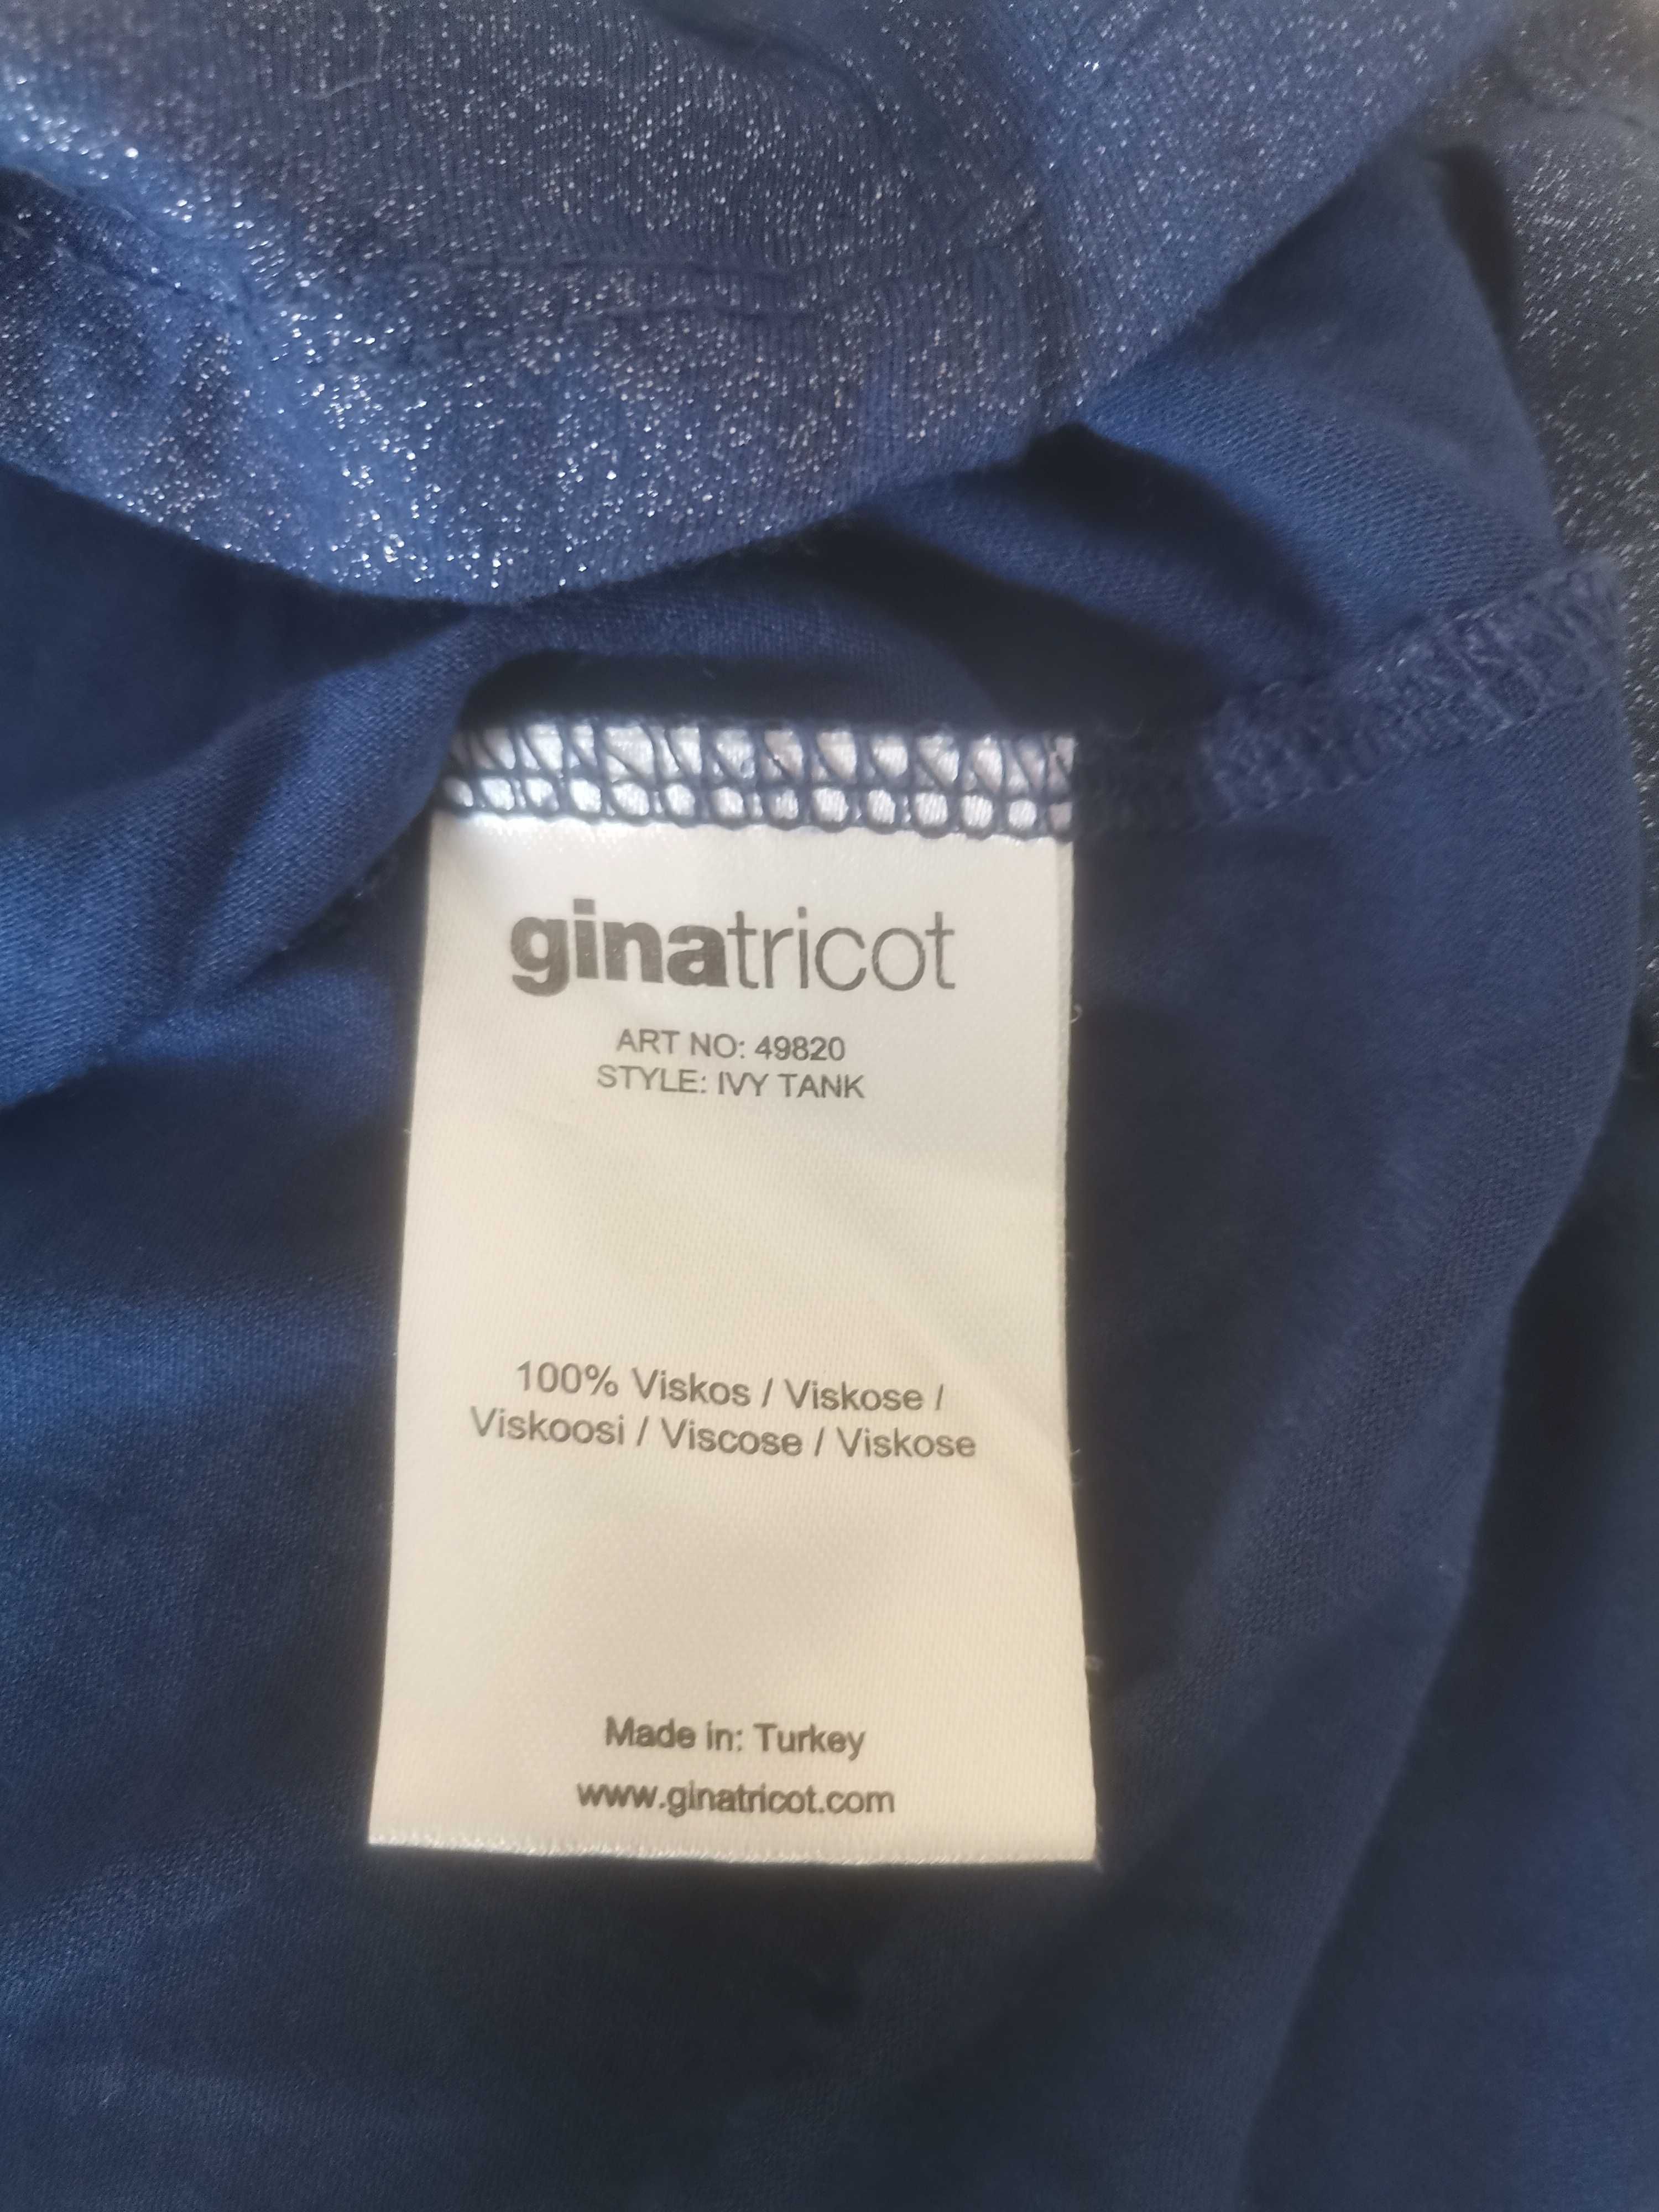 ginatricot
ART NO: 49820
STYLE: IVY TANK
100% Viskos / Viskose /
Viskoosi / Viscose / Viskose
Made in: Turkey
www.ginatricot.com